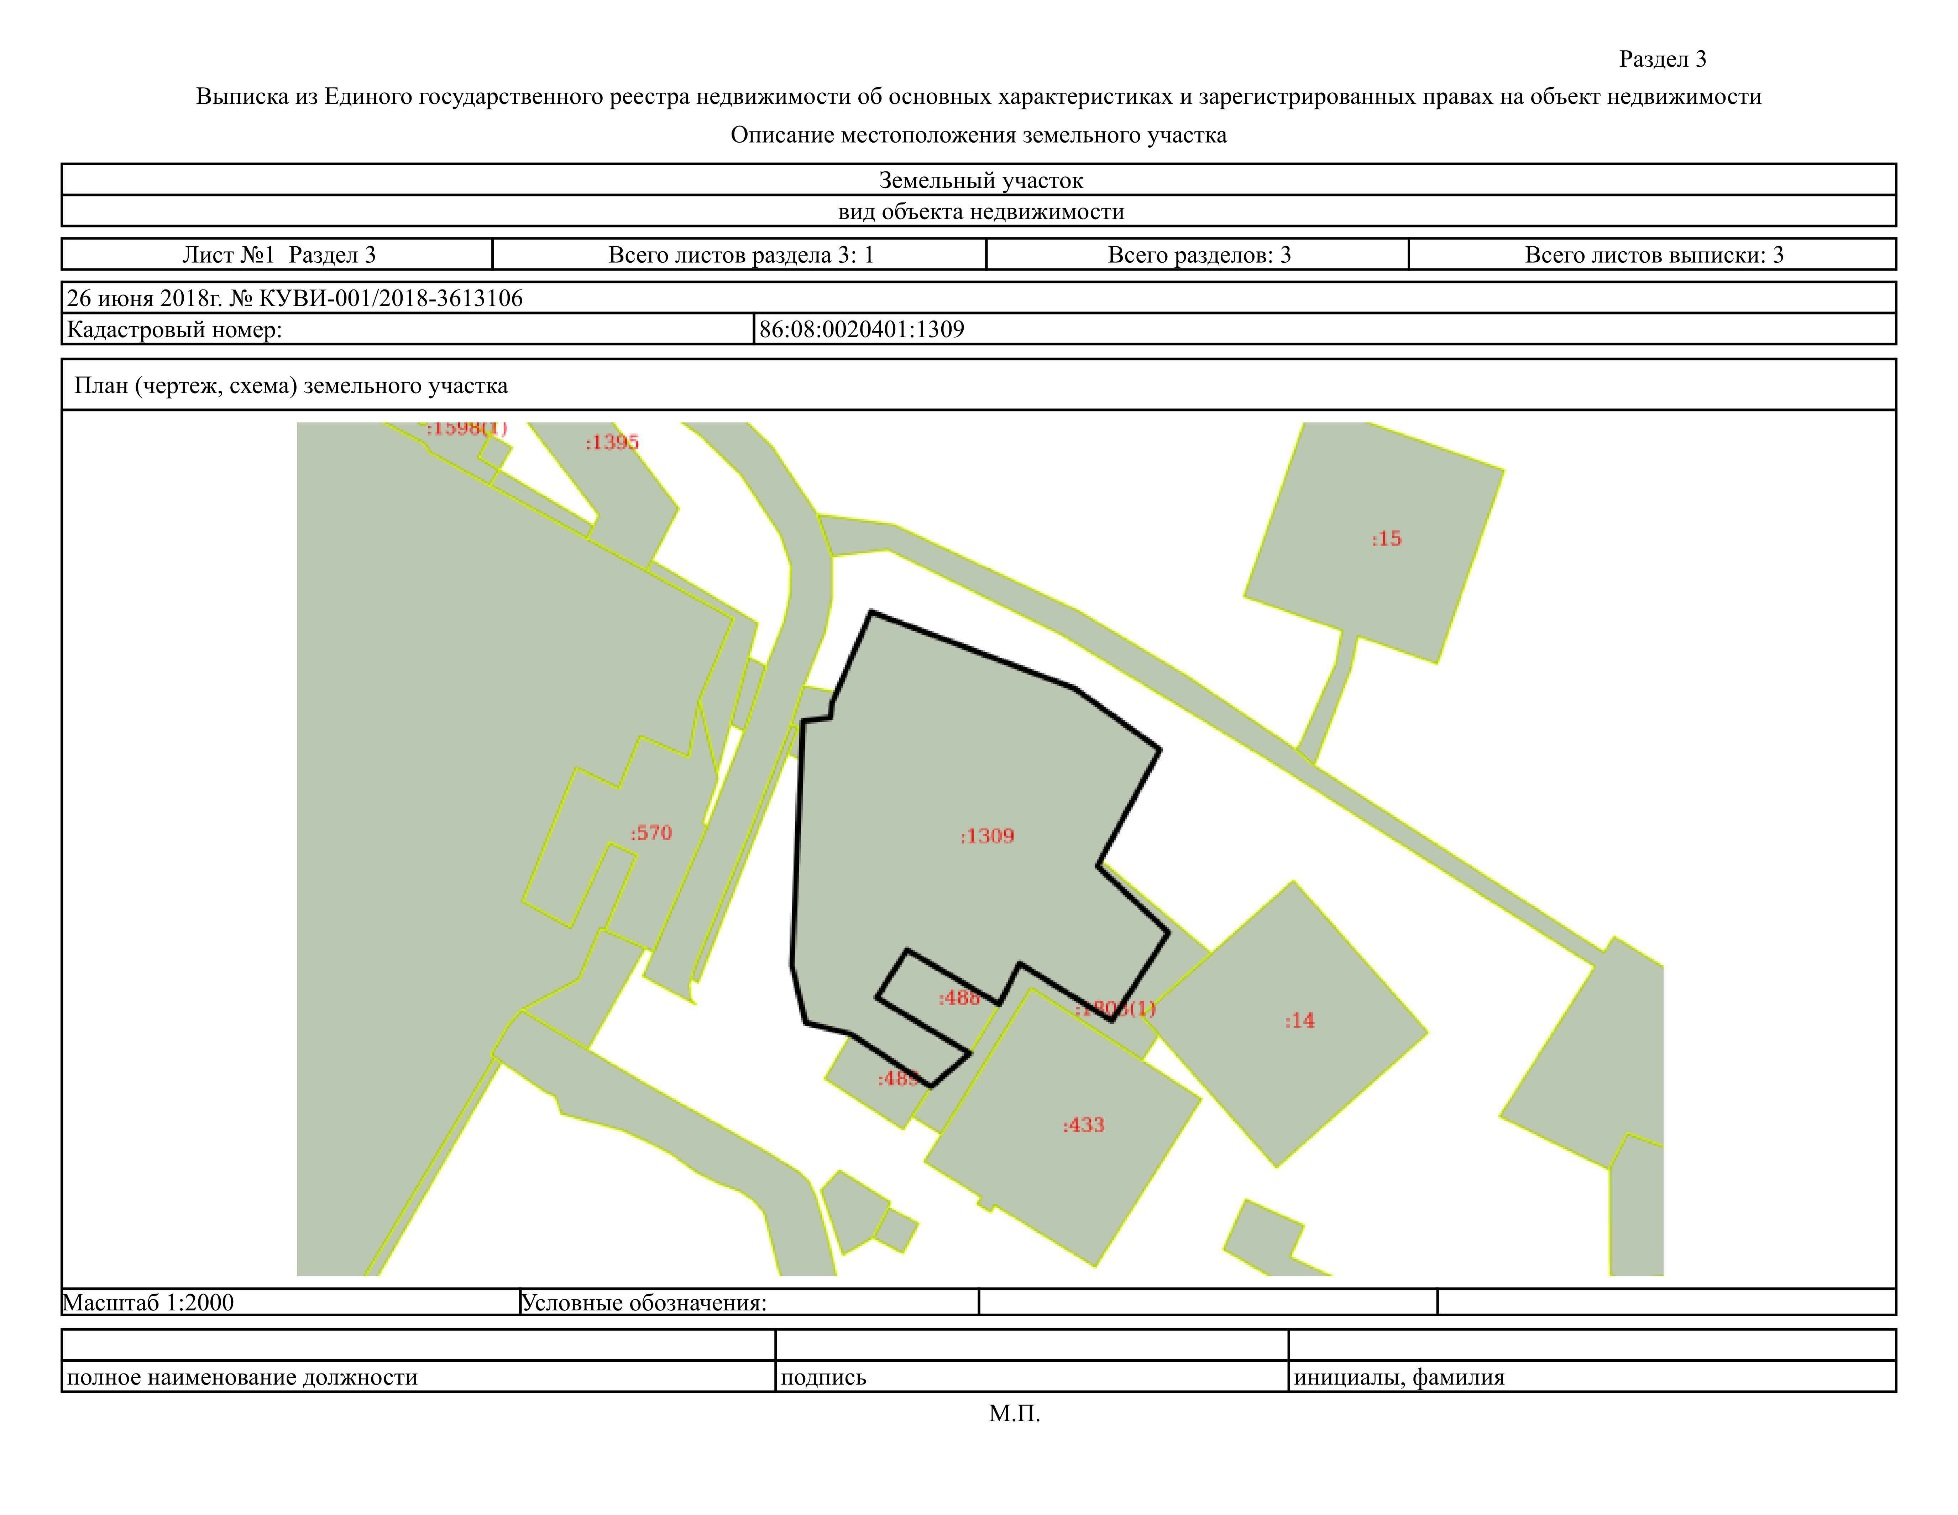 Раздел 3
Выписка из Единого государственного реестра недвижимости об основных характеристиках и зарегистрированных правах на объект недвижимости
Описание местоположения земельного участка
Земельный участок
вид объекта недвижимости
Лист №1 Раздел 3 Всего листов раздела 3: 1 Всего разделов: 3 Всего листов выписки: 3
26 июня 2018г. № КУВИ-001/2018-3613106
Кадастровый номер: 86:08:0020401:1309
План (чертеж, схема) земельного участка
:1598(1)
:1395
:15
:570
:1309
:488
:14
:433
Масштаб 1:2000 Условные обозначения:
полное наименование должности подпись инициалы, фамилия
М.П.